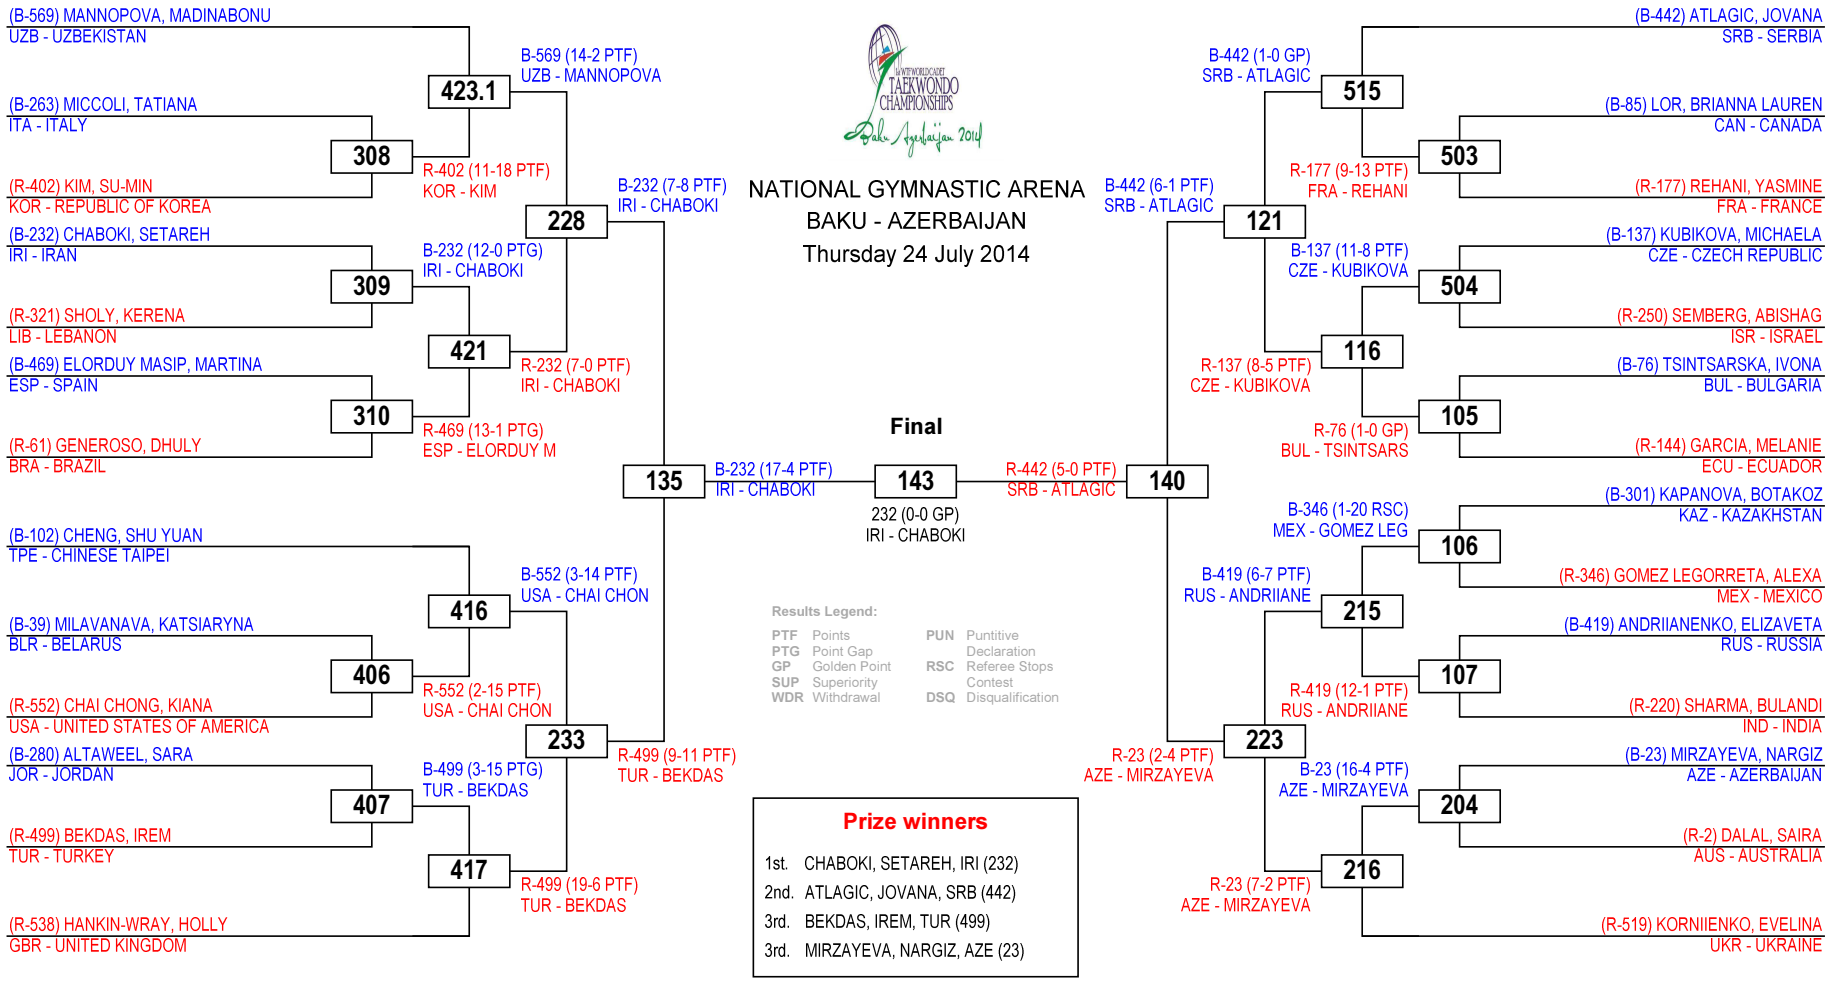 (B-569) MANNOPOVA, MADINABONU
UZB - UZBEKISTAN
(B-263) MICCOLI, TATIANA
ITA - ITALY
(R-402) KIM, SU-MIN
KOR - REPUBLIC OF KOREA
(B-232) CHABOKI, SETAREH
IRI - IRAN
(R-321) SHOLY, KERENA
LIB - LEBANON
(B-469) ELORDUY MASIP, MARTINA
ESP - SPAIN
(R-61) GENEROSO, DHULY
BRA - BRAZIL
(B-102) CHENG, SHU YUAN
TPE - CHINESE TAIPEI
(B-39) MILAVANAVA, KATSIARYNA
BLR - BELARUS
(R-552) CHAI CHONG, KIANA
USA - UNITED STATES OF AMERICA
(B-280) ALTAWEEL, SARA
JOR - JORDAN
(R-499) BEKDAS, IREM
TUR - TURKEY
(R-538) HANKIN-WRAY, HOLLY
GBR - UNITED KINGDOM
308
309
310
406
407
423.1
R-402 (11-18 PTF)
KOR - KIM
B-232 (12-0 PTG)
IRI - CHABOKI
421
R-469 (13-1 PTG)
ESP - ELORDUY M
416
R-552 (2-15 PTF)
USA - CHAI CHON
B-499 (3-15 PTG)
TUR - BEKDAS
417
B-569 (14-2 PTF)
UZB - MANNOPOVA
228
R-232 (7-0 PTF)
IRI - CHABOKI
B-552 (3-14 PTF)
USA - CHAI CHON
233
R-499 (19-6 PTF)
TUR - BEKDAS
B-232 (7-8 PTF)
IRI - CHABOKI
135
R-499 (9-11 PTF)
TUR - BEKDAS
B-232 (17-4 PTF)
IRI - CHABOKI
1st WTF WORLD CADET
TAEKWONDO
CHAMPIONSHIPS
Baku Azerbaijan 2014
NATIONAL GYMNASTIC ARENA
BAKU - AZERBAIJAN
Thursday 24 July 2014
Final
143
232 (0-0 GP)
IRI - CHABOKI
Results Legend:
PTF Points
PTG Point Gap
GP Golden Point
SUP Superiority
WDR Withdrawal
PUN Puntitive
Declaration
RSC Referee Stops
Contest
DSQ Disqualification
Prize winners
1st. CHABOKI, SETAREH, IRI (232)
2nd. ATLAGIC, JOVANA, SRB (442)
3rd. BEKDAS, IREM, TUR (499)
3rd. MIRZAYEVA, NARGIZ, AZE (23)
R-442 (5-0 PTF)
SRB - ATLAGIC
B-442 (6-1 PTF)
SRB - ATLAGIC
140
R-23 (2-4 PTF)
AZE - MIRZAYEVA
B-442 (1-0 GP)
SRB - ATLAGIC
121
R-137 (8-5 PTF)
CZE - KUBIKOVA
B-419 (6-7 PTF)
RUS - ANDRIIANE
223
R-23 (7-2 PTF)
AZE - MIRZAYEVA
515
R-177 (9-13 PTF)
FRA - REHANI
B-137 (11-8 PTF)
CZE - KUBIKOVA
116
R-76 (1-0 GP)
BUL - TSINTSARS
B-346 (1-20 RSC)
MEX - GOMEZ LEG
215
R-419 (12-1 PTF)
RUS - ANDRIIANE
B-23 (16-4 PTF)
AZE - MIRZAYEVA
216
503
504
105
106
107
204
(B-442) ATLAGIC, JOVANA
SRB - SERBIA
(B-85) LOR, BRIANNA LAUREN
CAN - CANADA
(R-177) REHANI, YASMINE
FRA - FRANCE
(B-137) KUBIKOVA, MICHAELA
CZE - CZECH REPUBLIC
(R-250) SEMBERG, ABISHAG
ISR - ISRAEL
(B-76) TSINTSARSKA, IVONA
BUL - BULGARIA
(R-144) GARCIA, MELANIE
ECU - ECUADOR
(B-301) KAPANOVA, BOTAKOZ
KAZ - KAZAKHSTAN
(R-346) GOMEZ LEGORRETA, ALEXA
MEX - MEXICO
(B-419) ANDRIIANENKO, ELIZAVETA
RUS - RUSSIA
(R-220) SHARMA, BULANDI
IND - INDIA
(B-23) MIRZAYEVA, NARGIZ
AZE - AZERBAIJAN
(R-2) DALAL, SAIRA
AUS - AUSTRALIA
(R-519) KORNIIENKO, EVELINA
UKR - UKRAINE